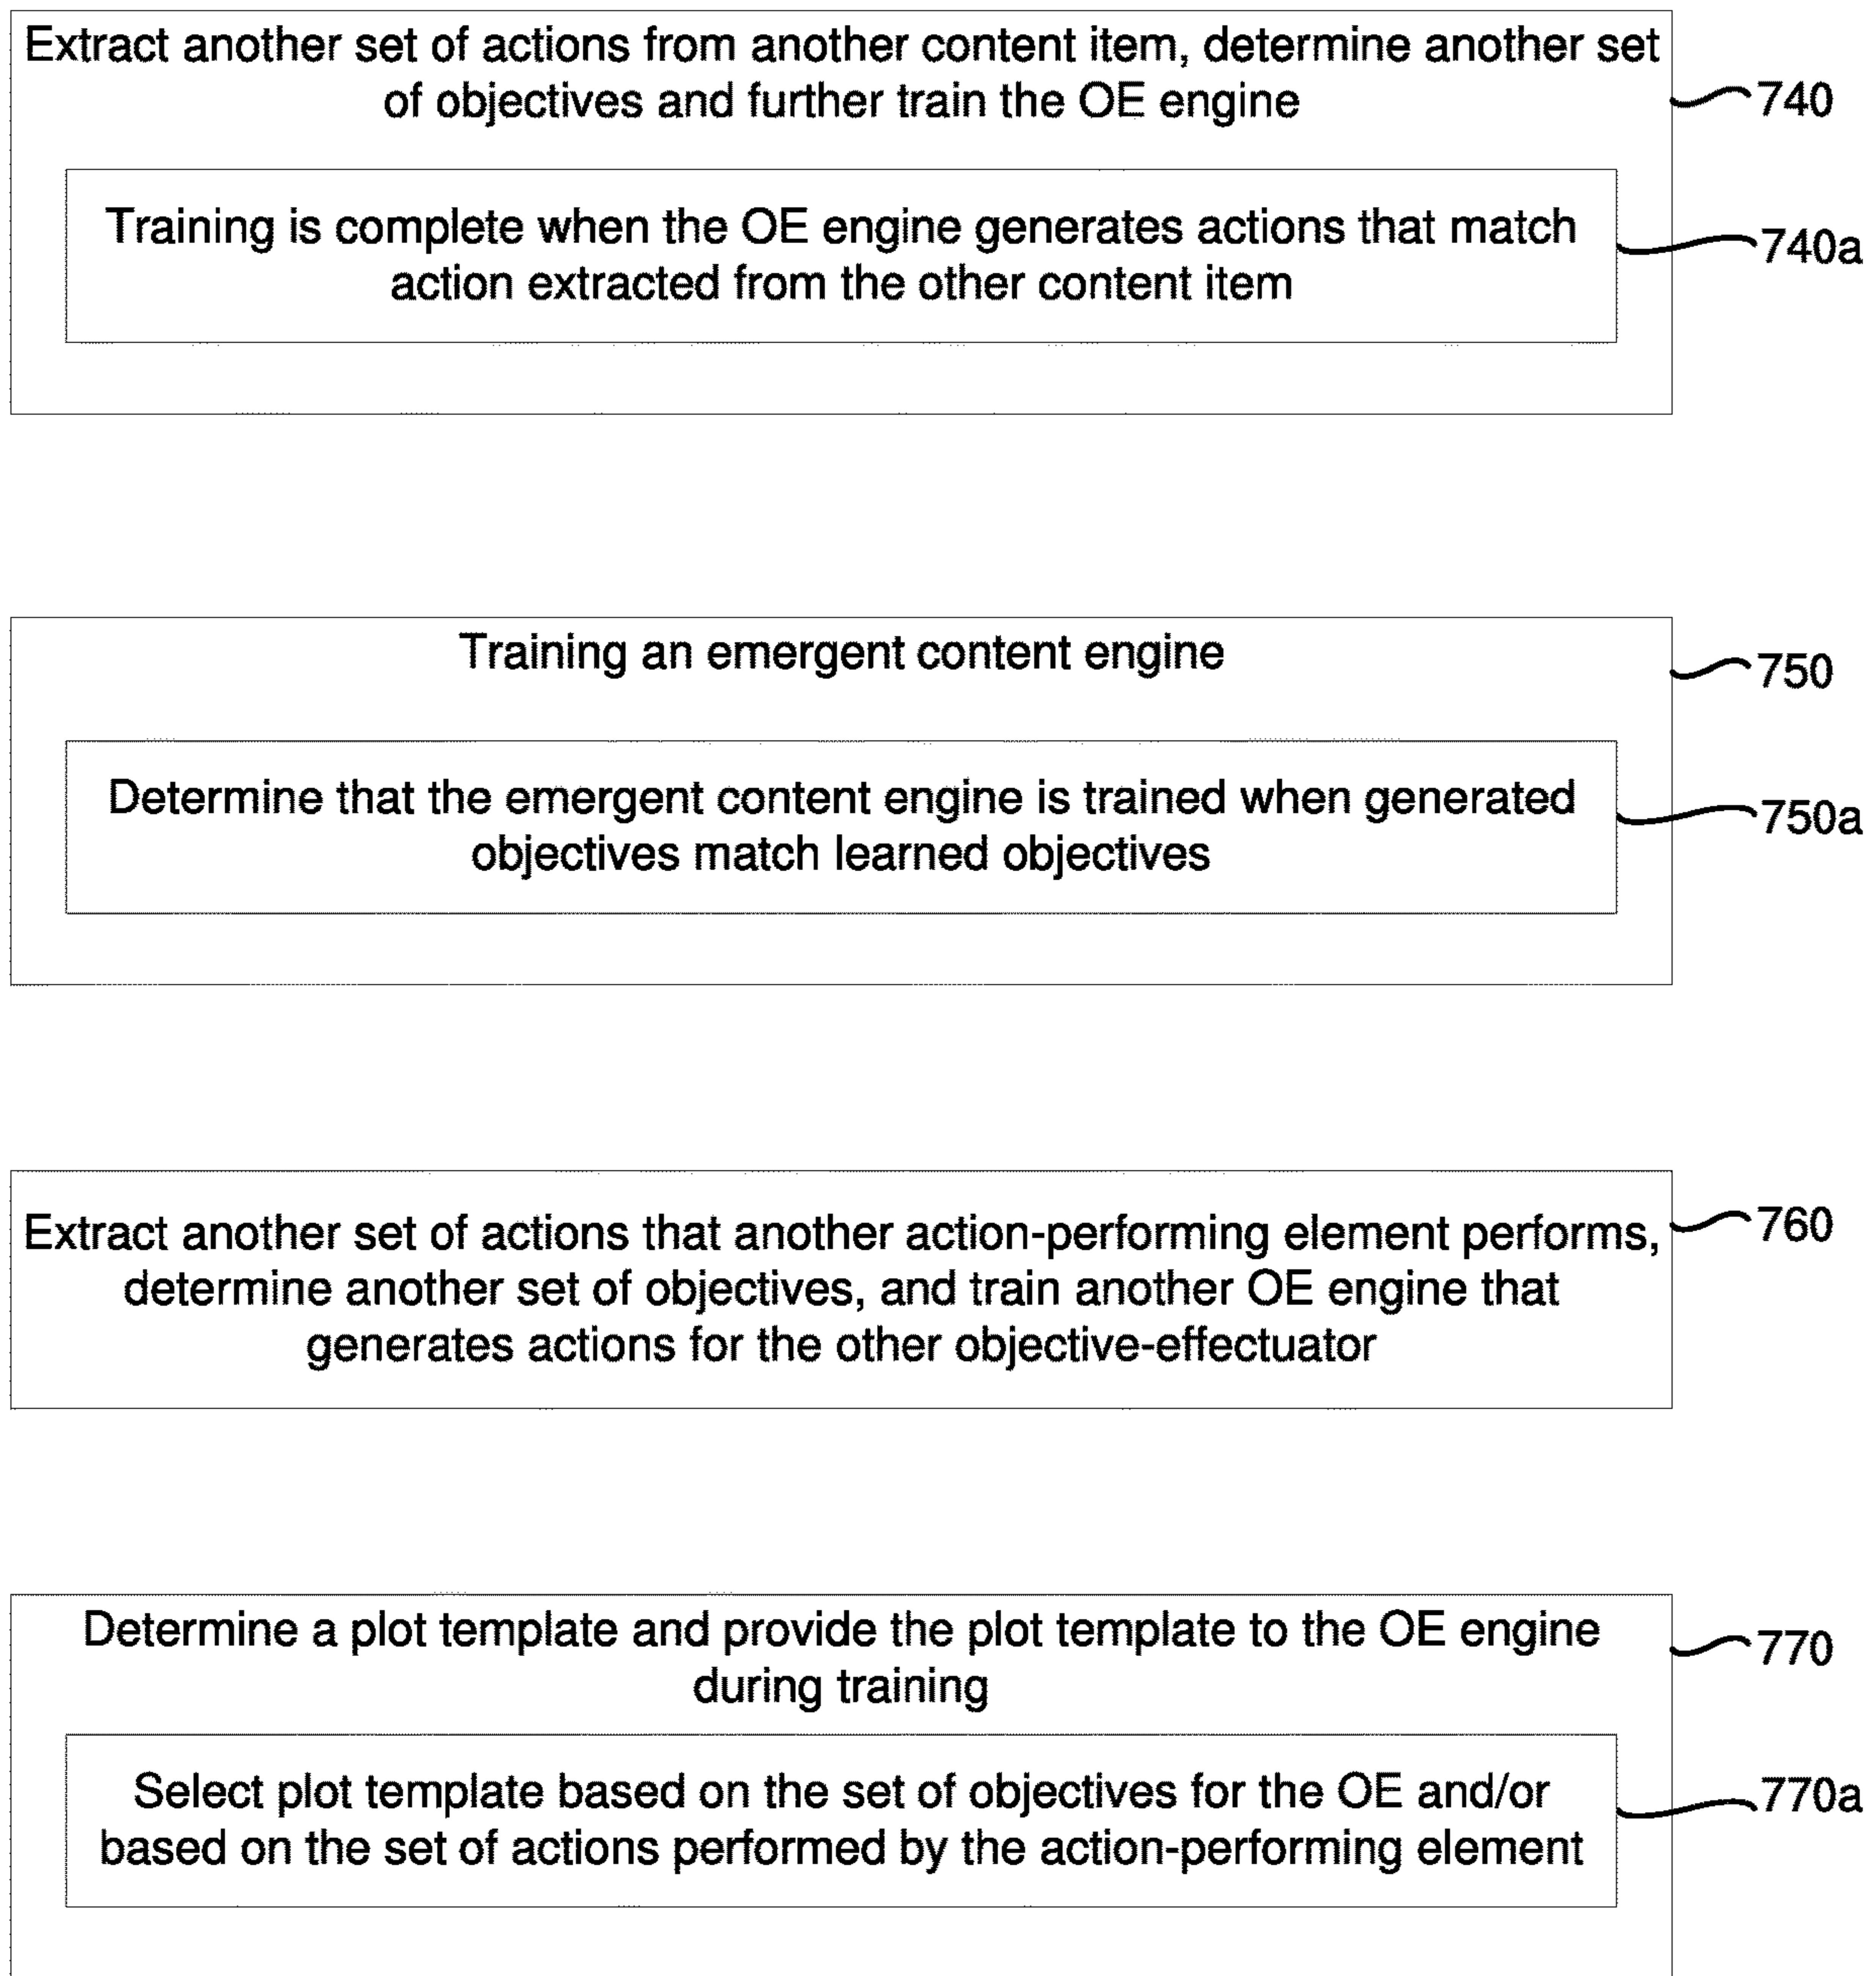 Extract another set of actions from another content item, determine another set
of objectives and further train the OE engine
740
Training is complete when the OE engine generates actions that match
action extracted from the other content item
740a
Training an emergent content engine
750
Determine that the emergent content engine is trained when generated
objectives match learned objectives
750a
Extract another set of actions that another action-performing element performs,
determine another set of objectives, and train another OE engine that
generates actions for the other objective-effectuator
760
Determine a plot template and provide the plot template to the OE engine
during training
770
Select plot template based on the set of objectives for the OE and/or
based on the set of actions performed by the action-performing element
770a